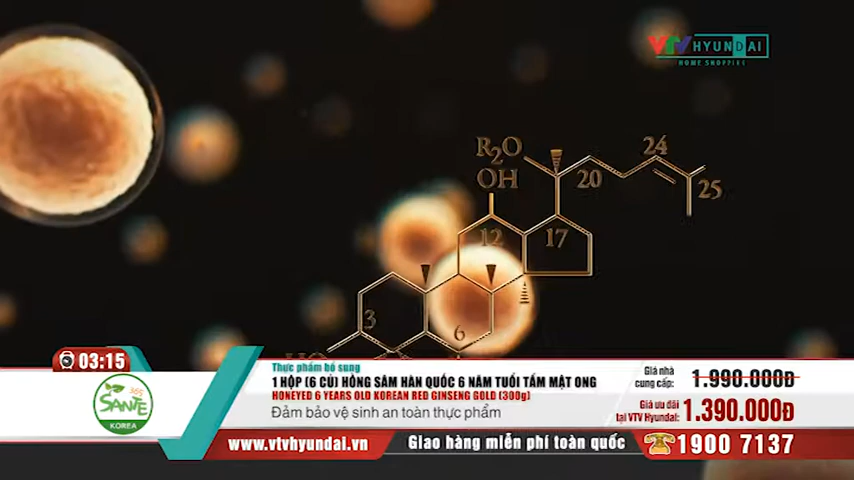 VTV HYUNDAI
HOME SHOPPING
R2O
OH
24
20
25
12
17
3
6
HO
03:15
365
SANTE
KOREA
Thực phẩm bổ sung
1 HỘP (6 CỦ) HỒNG SÂM HÀN QUỐC 6 NĂM TUỔI TẨM MẬT ONG
HONEYED 6 YEARS OLD KOREAN RED GINSENG GOLD (300g)
Đảm bảo vệ sinh an toàn thực phẩm
Giá nhà
cung cấp:
1.990.000Đ
Giá ưu đãi
tại VTV Hyundai:
1.390.000Đ
www.vtvhyundai.vn
Giao hàng miễn phí toàn quốc
1900 7137